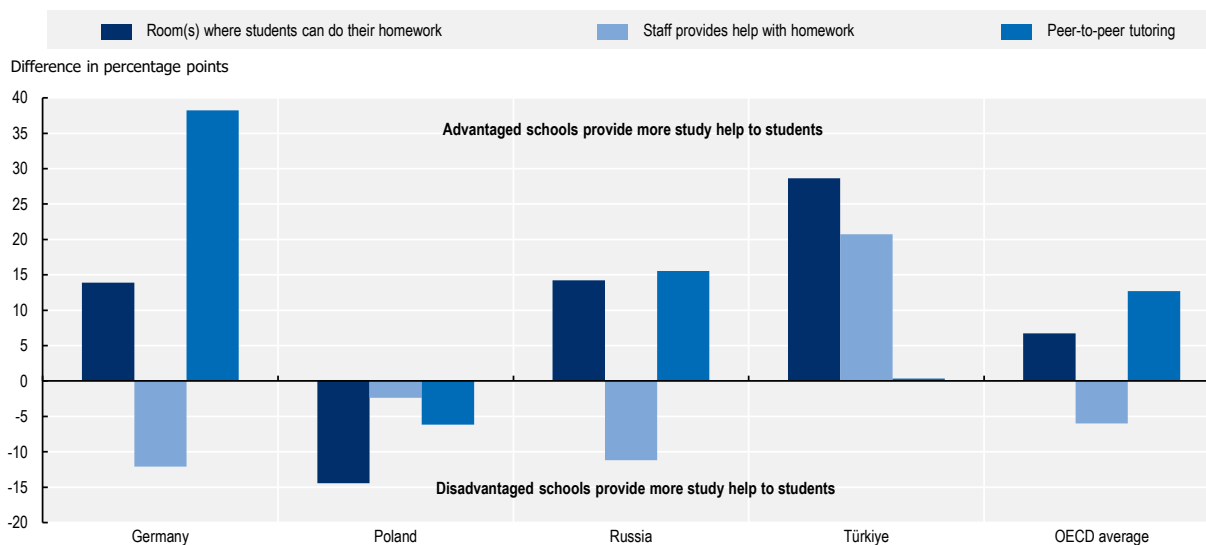 Room(s) where students can do their homework
Staff provides help with homework
Peer-to-peer tutoring
Difference in percentage points
40
35
30
25
20
15
10
5
0
-5
-10
-15
-20
Advantaged schools provide more study help to students
Disadvantaged schools provide more study help to students
Germany
Poland
Russia
Türkiye
OECD average